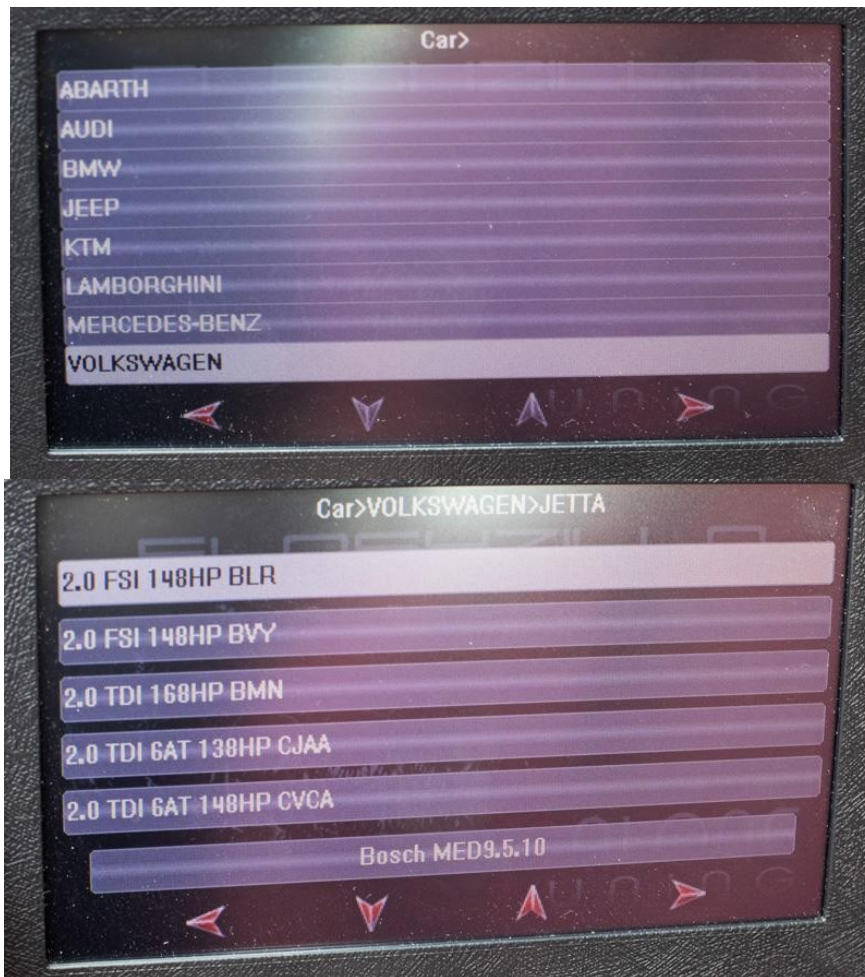 Car>
ABARTH
AUDI
BMW
JEEP
KTM
LAMBORGHINI
MERCEDES-BENZ
VOLKSWAGEN
Car>VOLKSWAGEN>JETTA
2.0 FSI 148HP BLR
2.0 FSI 148HP BVY
2.0 TDI 168HP BMN
2.0 TDI 6AT 138HP CJAA
2.0 TDI 6AT 148HP CVCA
Bosch MED9.5.10